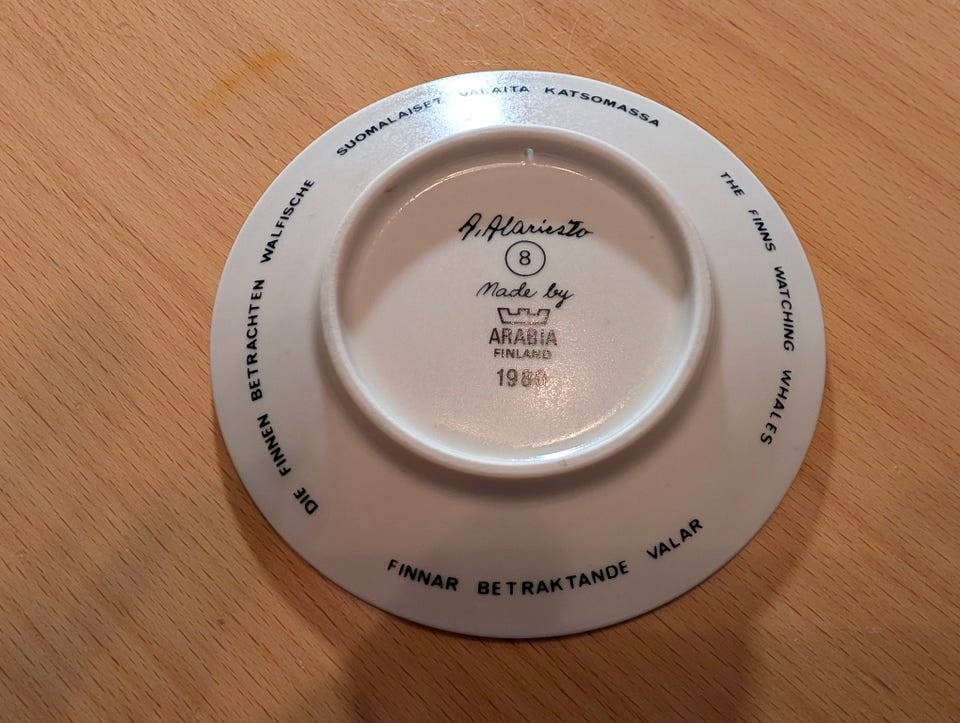 SUOMALAISET VALAITA KATSOMASSA
THE FINNS WATCHING WHALES
FINNAR BETRAKTANDE VALAR
DIE FINNEN BETRACHTEN WALFISCHE
A. Alariesto
8
Made by
ARABIA
FINLAND
1980